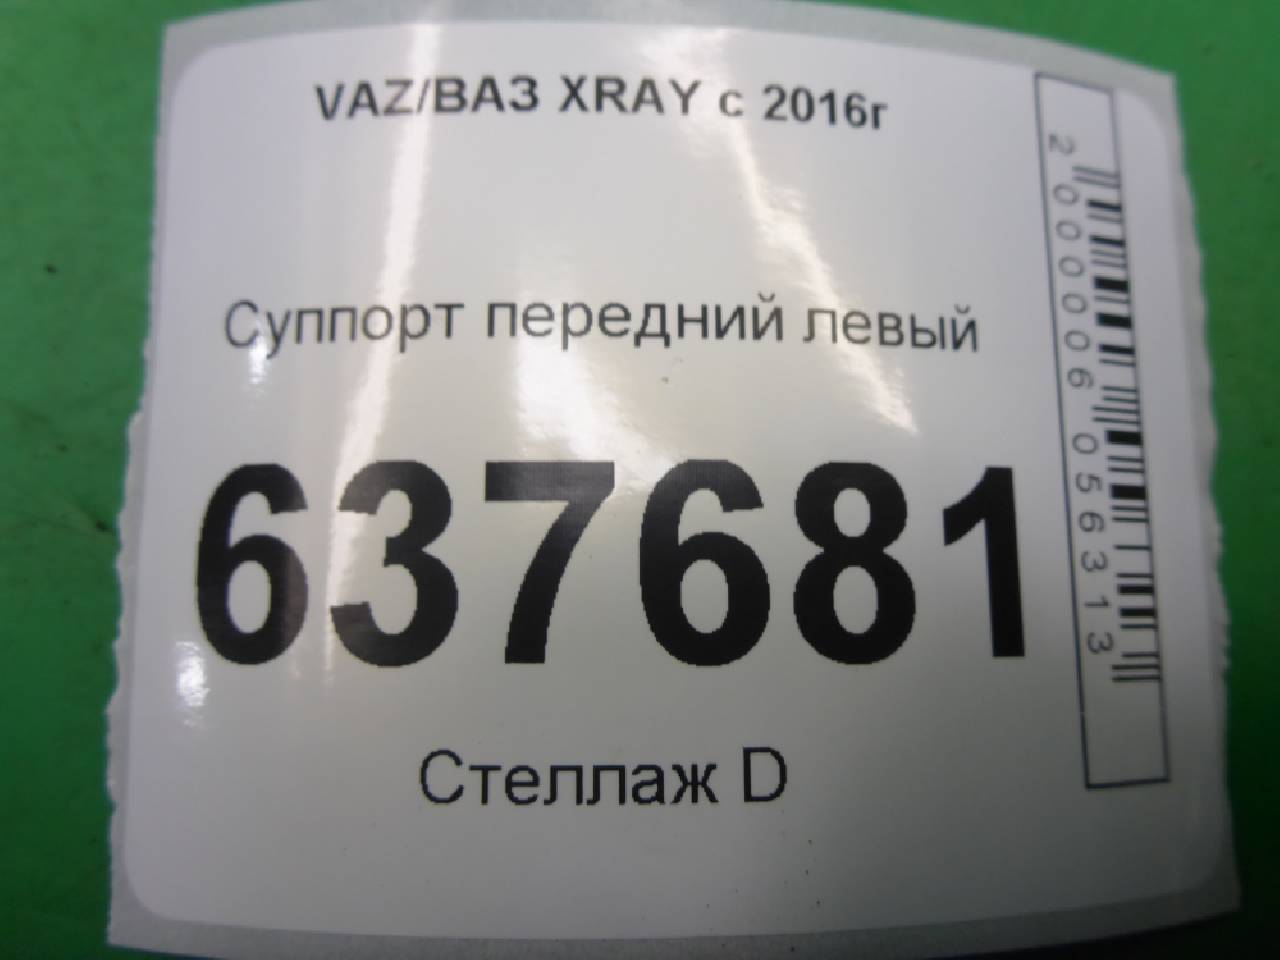 VAZ/ВАЗ XRAY с 2016г
Суппорт передний левый
637681
Стеллаж D
2000006056313